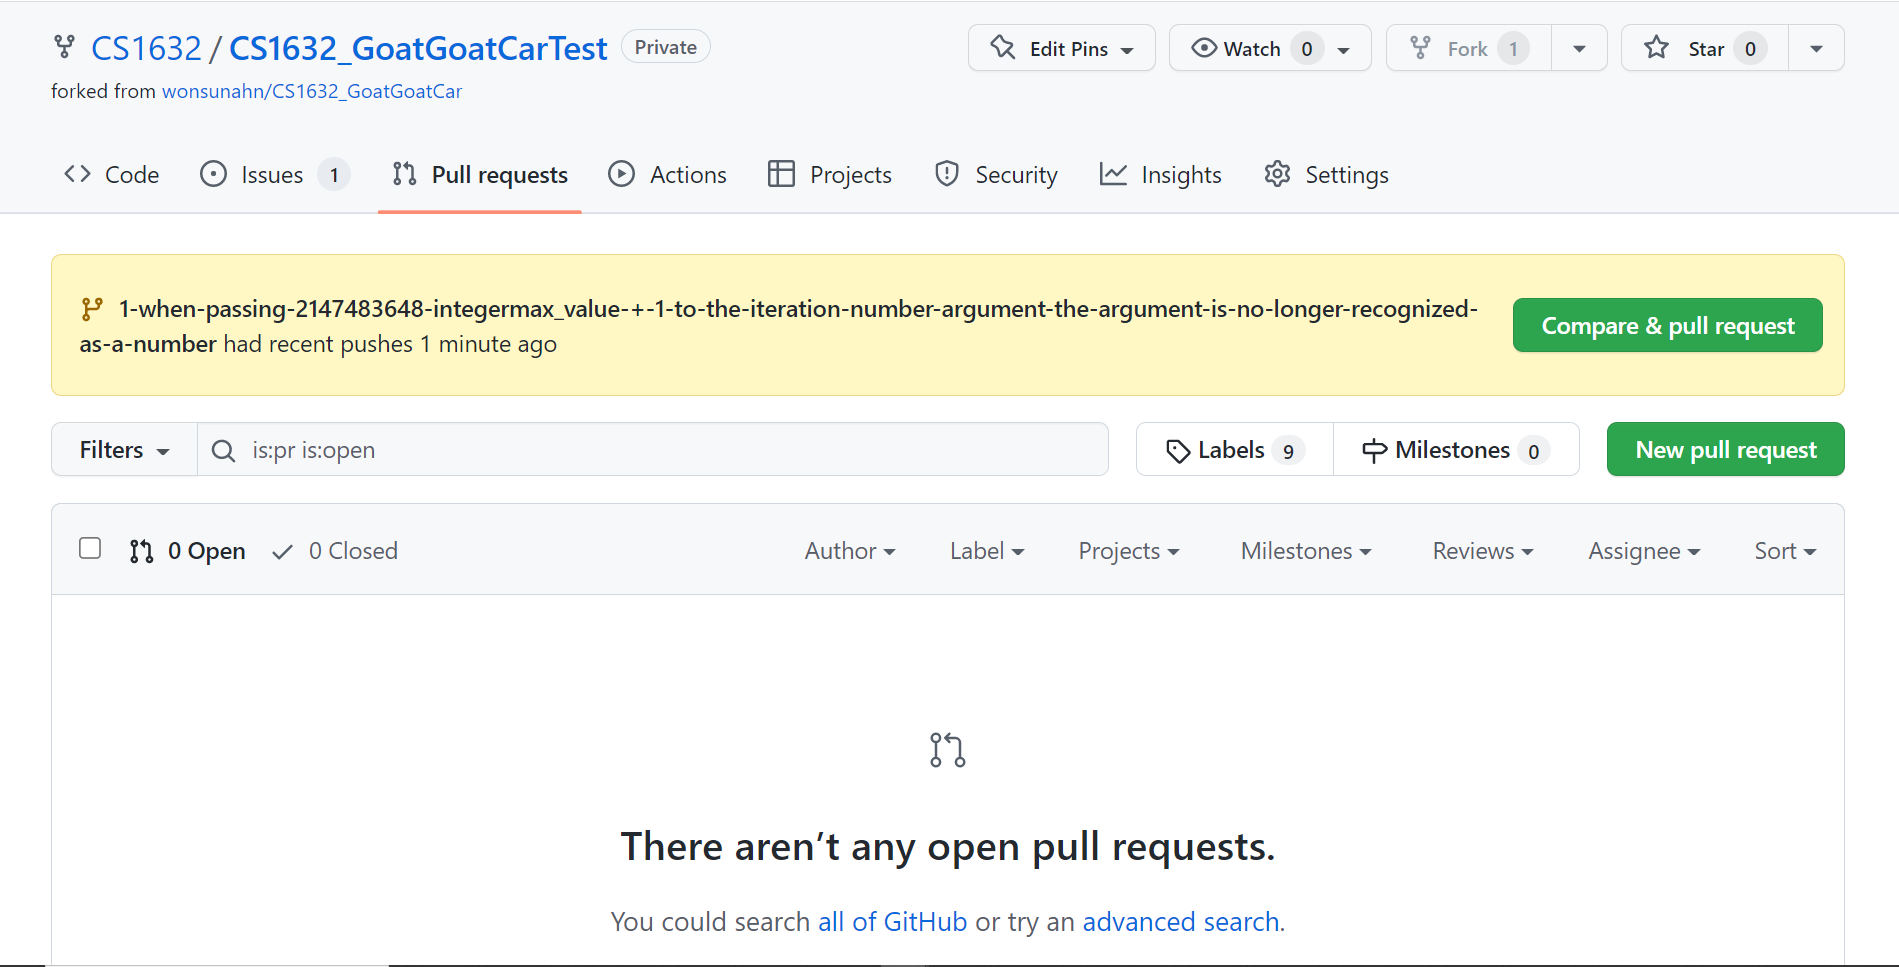 CS1632 / CS1632_GoatGoatCarTest Private Edit Pins Watch 0 Fork 1 Star 0
forked from wonsunahn/CS1632_GoatGoatCar
Code Issues 1 Pull requests Actions Projects Security Insights Settings
1-when-passing-2147483648-integermax_value-+-1-to-the-iteration-number-argument-the-argument-is-no-longer-recognized-
as-a-number had recent pushes 1 minute ago
Compare & pull request
Filters is:pr is:open Labels 9 Milestones 0 New pull request
0 Open 0 Closed Author Label Projects Milestones Reviews Assignee Sort
There aren’t any open pull requests.
You could search all of GitHub or try an advanced search.